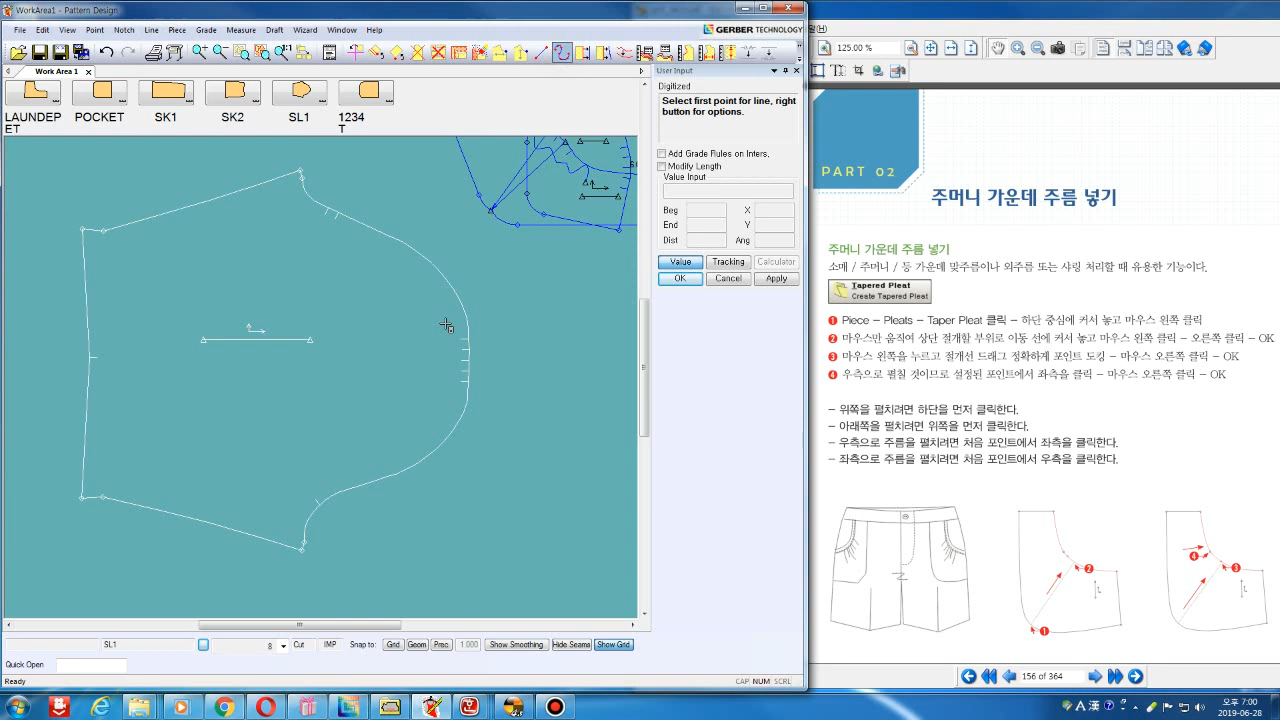 WorkArea1 - Pattern Design
File Edit View Point Notch Line Piece Grade Measure Draft Wizard Window Help
GERBER TECHNOLOGY
Work Area 1
LAUNDEP
ET
POCKET
SK1
SK2
SL1
1234
T
User Input
Digitized
Select first point for line, right
button for options.
Add Grade Rules on Inters.
Modify Length
Value Input
Beg X
End Y
Dist Ang
Value Tracking Calculator
OK Cancel Apply
SL1
8 Cut IMP Snap to: Grid Geom Prec. 1.000 Show Smoothing Hide Seams Show Grid
Quick Open
Ready
CAP NUM SCRL
125.00 %
PART 02
주머니 가운데 주름 넣기
주머니 가운데 주름 넣기
소매 / 주머니 / 등 가운데 맞주름이나 외주름 또는 샤링 처리할 때 유용한 기능이다.
Tapered Pleat
Create Tapered Pleat
❶ Piece – Pleats – Taper Pleat 클릭 – 하단 중심에 커서 놓고 마우스 왼쪽 클릭
❷ 마우스만 움직여 상단 절개할 부위로 이동 선에 커서 놓고 마우스 왼쪽 클릭 – 오른쪽 클릭 – OK
❸ 마우스 왼쪽을 누르고 절개선 드래그 정확하게 포인트 도킹 – 마우스 오른쪽 클릭 – OK
❹ 우측으로 펼칠 것이므로 설정된 포인트에서 좌측을 클릭 – 마우스 오른쪽 클릭 – OK
– 위쪽을 펼치려면 하단을 먼저 클릭한다.
– 아래쪽을 펼치려면 위쪽을 먼저 클릭한다.
– 우측으로 주름을 펼치려면 처음 포인트에서 좌측을 클릭한다.
– 좌측으로 주름을 펼치려면 처음 포인트에서 우측을 클릭한다.
❶
❷
❸
❹
156 of 364
A 漢
오후 7:00
2019-06-28